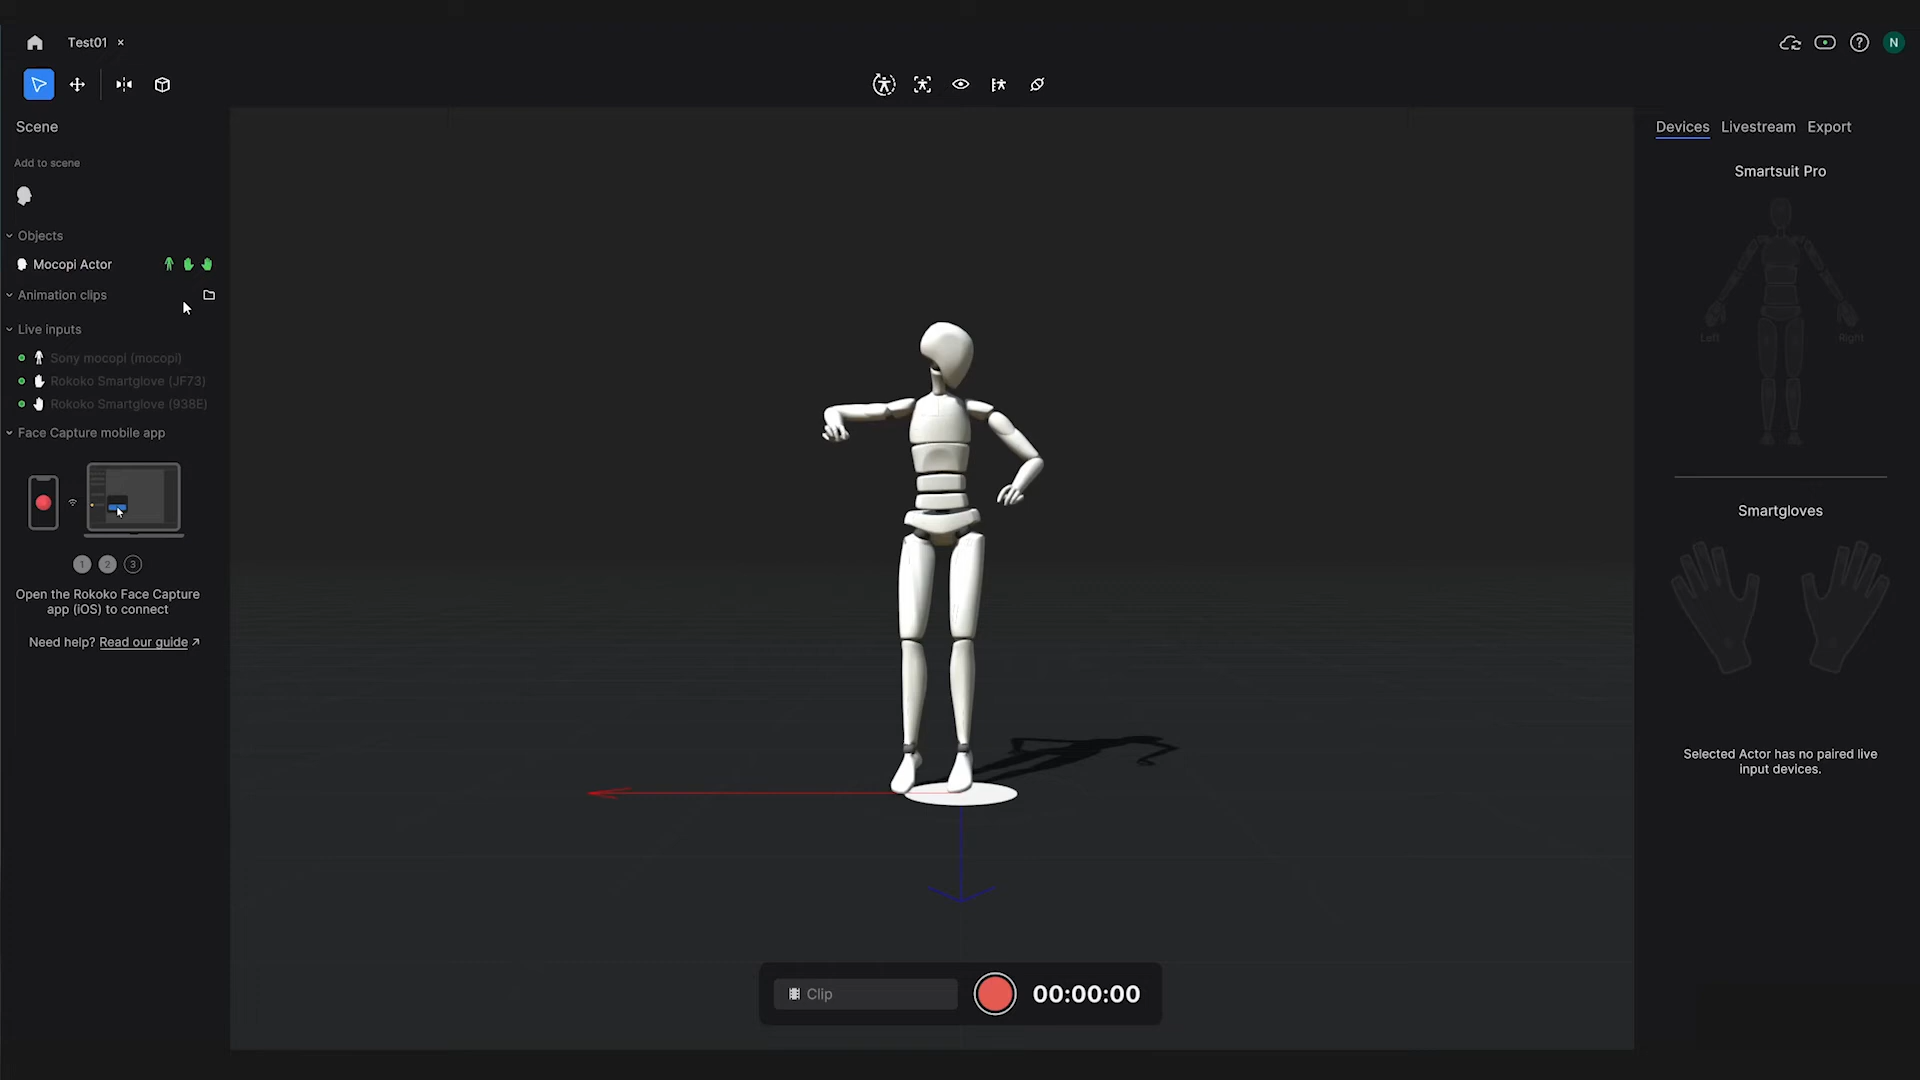 Test01 ×
N
Scene
Devices Livestream Export
Add to scene
Smartsuit Pro
Objects
Mocopi Actor
Animation clips
Live inputs
Left Right
Sony mocopi (mocopi)
Rokoko Smartglove (JF73)
Rokoko Smartglove (938E)
Face Capture mobile app
Smartgloves
1 2 3
Open the Rokoko Face Capture
app (iOS) to connect
Need help? Read our guide ↗
Selected Actor has no paired live
input devices.
Clip 00:00:00